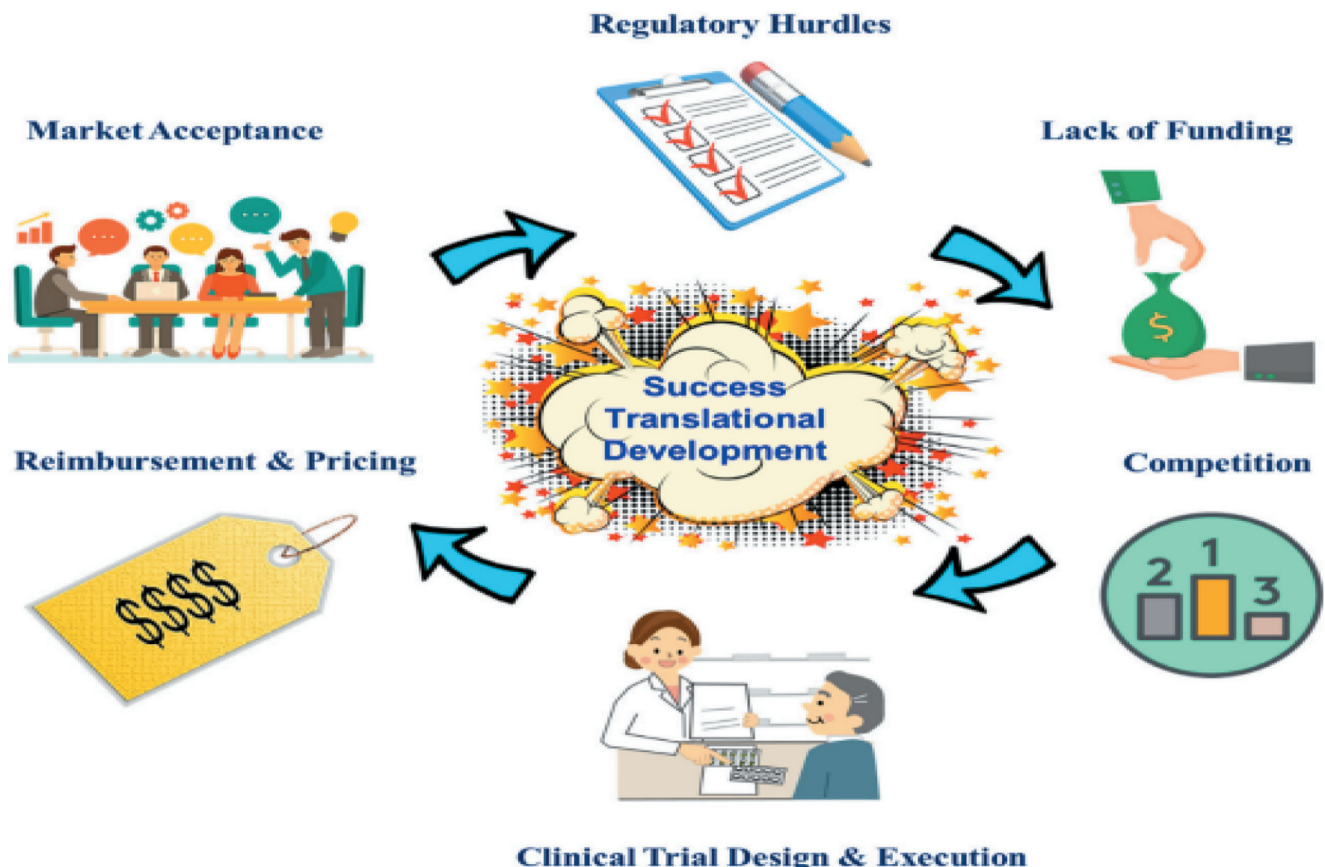 Regulatory Hurdles
Market Acceptance
Lack of Funding
$
Success
Translational
Development
Reimbursement & Pricing
Competition
$$$$
2 1 3
Clinical Trial Design & Execution